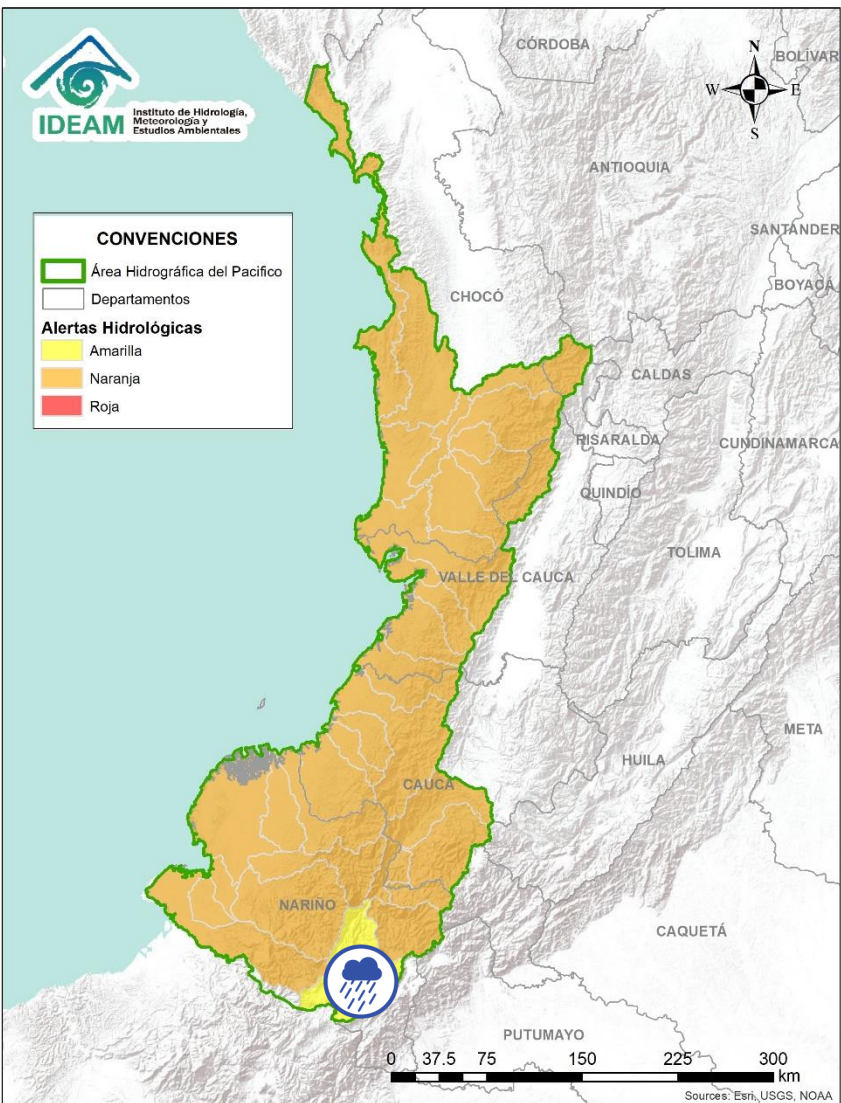 IDEAM
Instituto de Hidrología,
Meteorología y
Estudios Ambientales
N
W
E
S
CÓRDOBA
BOLÍVAR
ANTIOQUIA
SANTANDER
BOYACÁ
CHOCÓ
CALDAS
RISARALDA
CUNDINAMARCA
QUINDÍO
TOLIMA
VALLE DEL CAUCA
META
HUILA
CAUCA
NARIÑO
CAQUETÁ
PUTUMAYO
CONVENCIONES
Área Hidrográfica del Pacifico
Departamentos
Alertas Hidrológicas
Amarilla
Naranja
Roja
0 37.5 75 150 225 300
km
Sources: Esri, USGS, NOAA